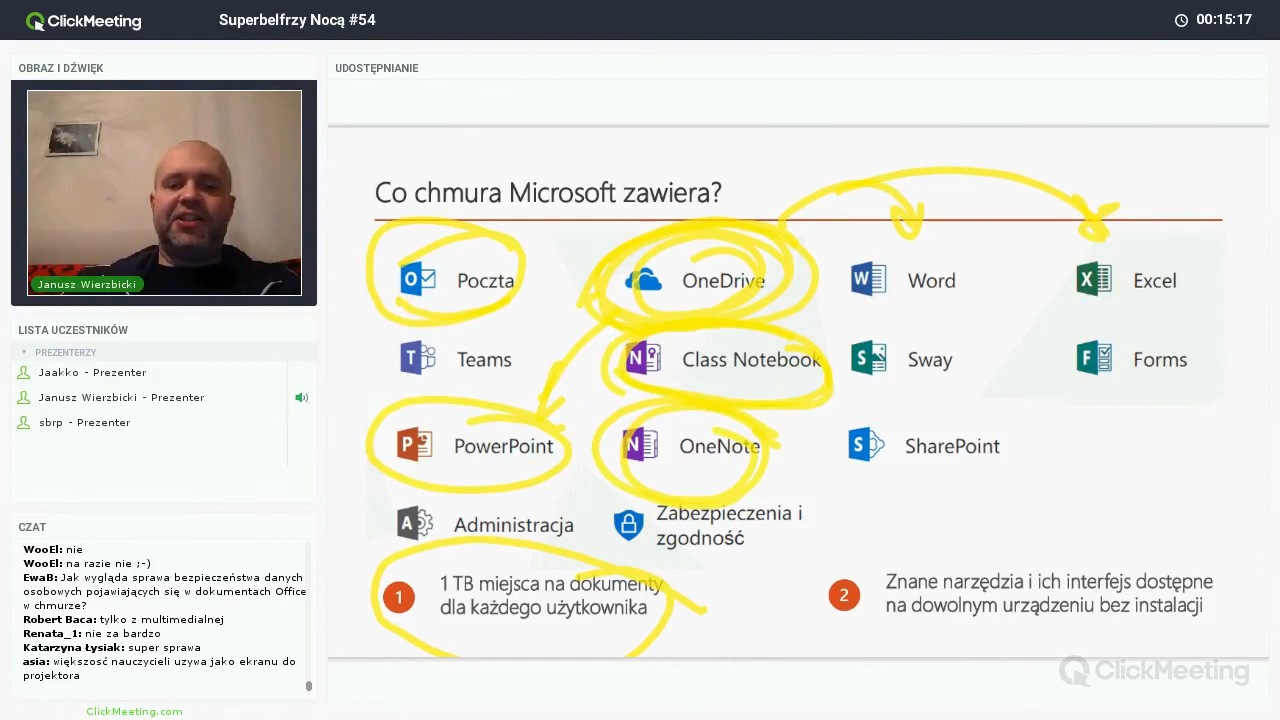 ClickMeeting
Superbelfrzy Nocą #54
00:15:17
OBRAZ I DŹWIĘK
Janusz Wierzbicki
LISTA UCZESTNIKÓW
PREZENTERZY
Jaakko - Prezenter
Janusz Wierzbicki - Prezenter
sbrp - Prezenter
CZAT
WooEl: nie
WooEl: na razie nie ;-)
EwaB: Jak wygląda sprawa bezpieczeństwa danych
osobowych pojawiających się w dokumentach Office
w chmurze?
Robert Baca: tylko z multimedialnej
Renata_1: nie za bardzo
Katarzyna Łysiak: super sprawa
asia: większosć nauczycieli uzywa jako ekranu do
projektora
ClickMeeting.com
UDOSTĘPNIANIE
Co chmura Microsoft zawiera?
Poczta
OneDrive
Word
Excel
Teams
Class Notebook
Sway
Forms
PowerPoint
OneNote
SharePoint
Administracja
Zabezpieczenia i
zgodność
1
1 TB miejsca na dokumenty
dla każdego użytkownika
2
Znane narzędzia i ich interfejs dostępne
na dowolnym urządzeniu bez instalacji
ClickMeeting